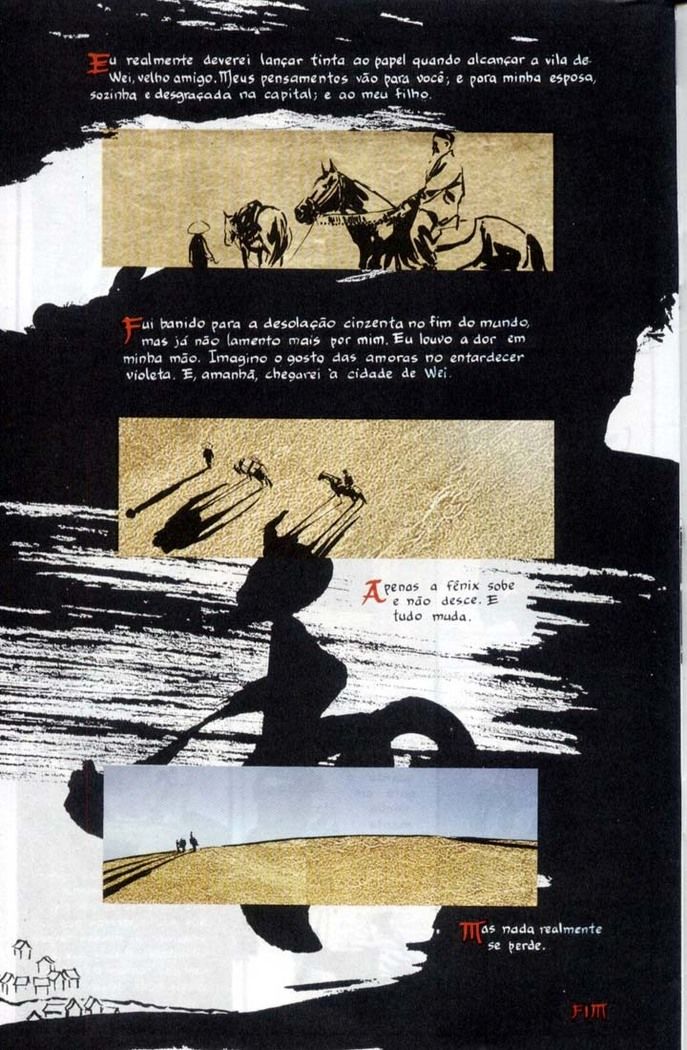 Eu realmente deverei lançar tinta ao papel quando alcançar a vila de
Wei, velho amigo. Meus pensamentos vão para você; e para minha esposa,
sozinha e desgraçada na capital; e ao meu filho.
Fui banido para a desolação cinzenta no fim do mundo,
mas já não lamento mais por mim. Eu louvo a dor em
minha mão. Imagino o gosto das amoras no entardecer
violeta. E, amanhã, chegarei à cidade de Wei.
Apenas a fênix sobe
e não desce. E
tudo muda.
Mas nada realmente
se perde.
FIM